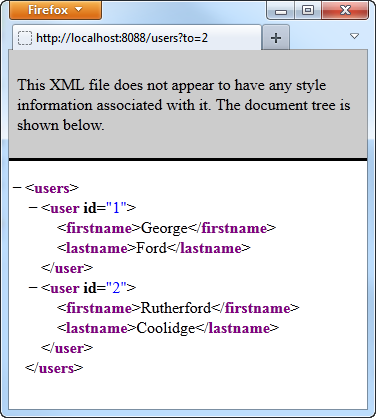 Firefox
http://localhost:8088/users?to=2
This XML file does not appear to have any style
information associated with it. The document tree is
shown below.
− <users>
− <user id="1">
<firstname>George</firstname>
<lastname>Ford</lastname>
</user>
− <user id="2">
<firstname>Rutherford</firstname>
<lastname>Coolidge</lastname>
</user>
</users>